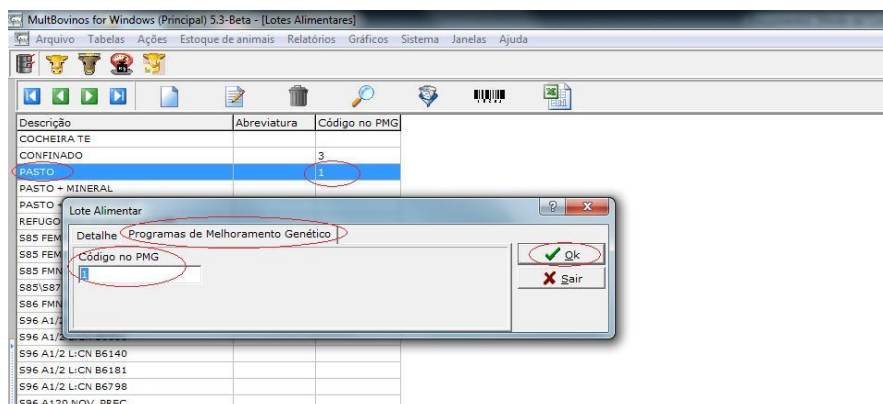 MultBovinos for Windows (Principal) 5.3-Beta - [Lotes Alimentares]
Arquivo Tabelas Ações Estoque de animais Relatórios Gráficos Sistema Janelas Ajuda
Descrição Abreviatura Código no PMG
COCHEIRA TE
CONFINADO 3
PASTO 1
PASTO + MINERAL
PASTO +
REFUGO
S85 FEM
S85 FEM
S85 FMN
S85\S87
S86 FMN
S96 A1/2
S96 A1/2
S96 A1/2 L:CN B6140
S96 A1/2 L:CN B6181
S96 A1/2 L:CN B6798
S96 A120 NOV. PREC
Lote Alimentar
Detalhe Programas de Melhoramento Genético
Código no PMG
1
Ok
Sair